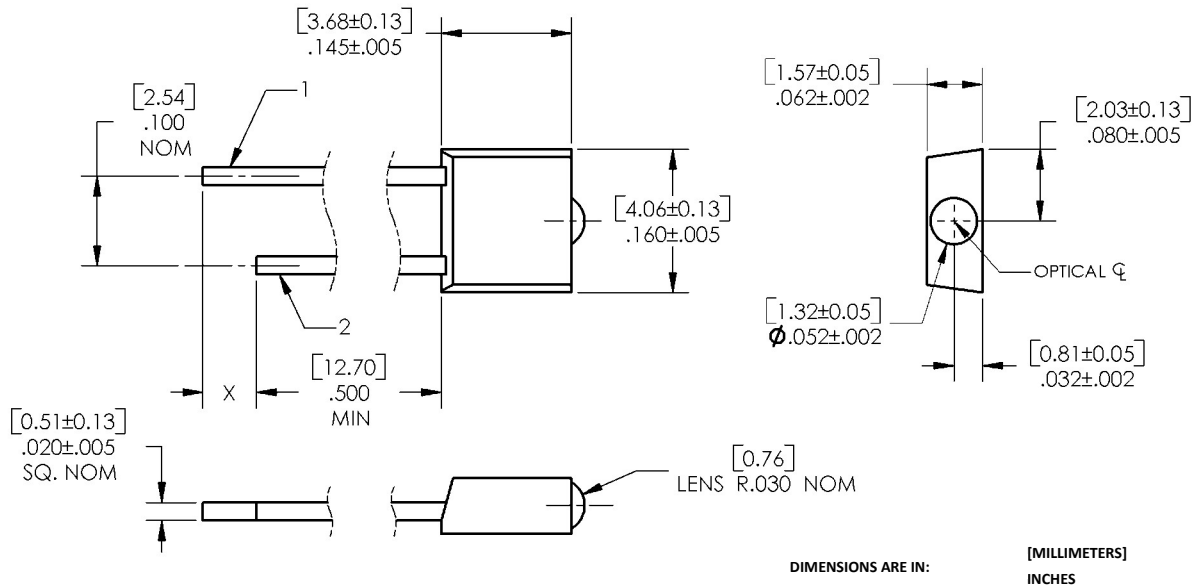 [3.68±0.13]
.145±.005
[2.54]
.100
NOM
1
[4.06±0.13]
.160±.005
2
X
[12.70]
.500
MIN
[0.51±0.13]
.020±.005
SQ. NOM
[0.76]
LENS R.030 NOM
[1.57±0.05]
.062±.002
[2.03±0.13]
.080±.005
OPTICAL ℄
[1.32±0.05]
ϕ.052±.002
[0.81±0.05]
.032±.002
DIMENSIONS ARE IN:
[MILLIMETERS]
INCHES